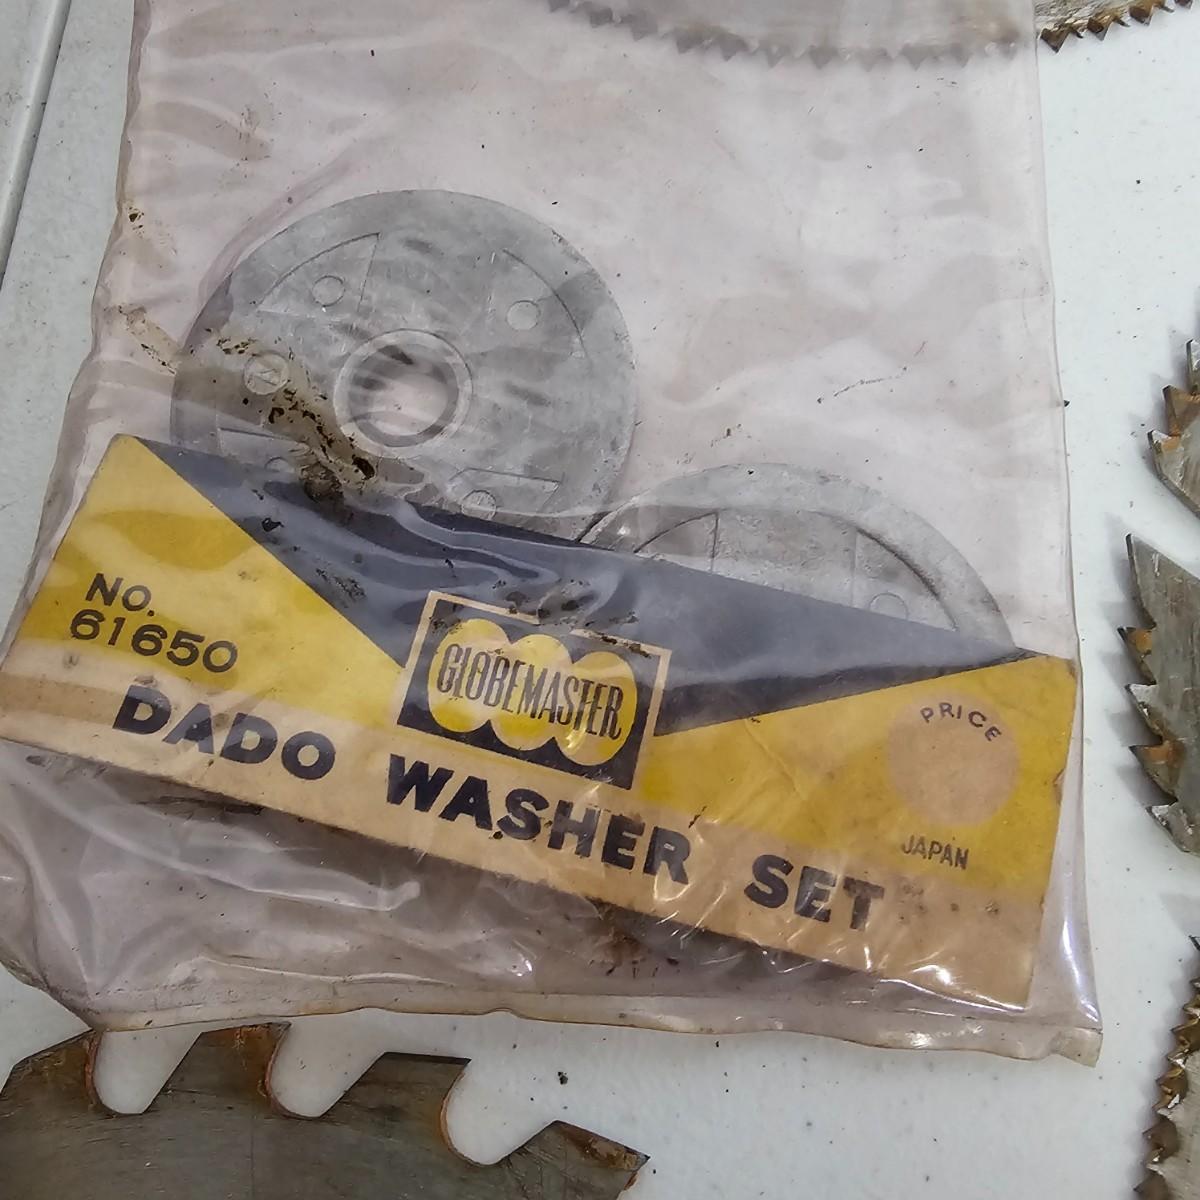 No.
61650
GLOBEMASTER
DADO WASHER SET
PRICE
JAPAN